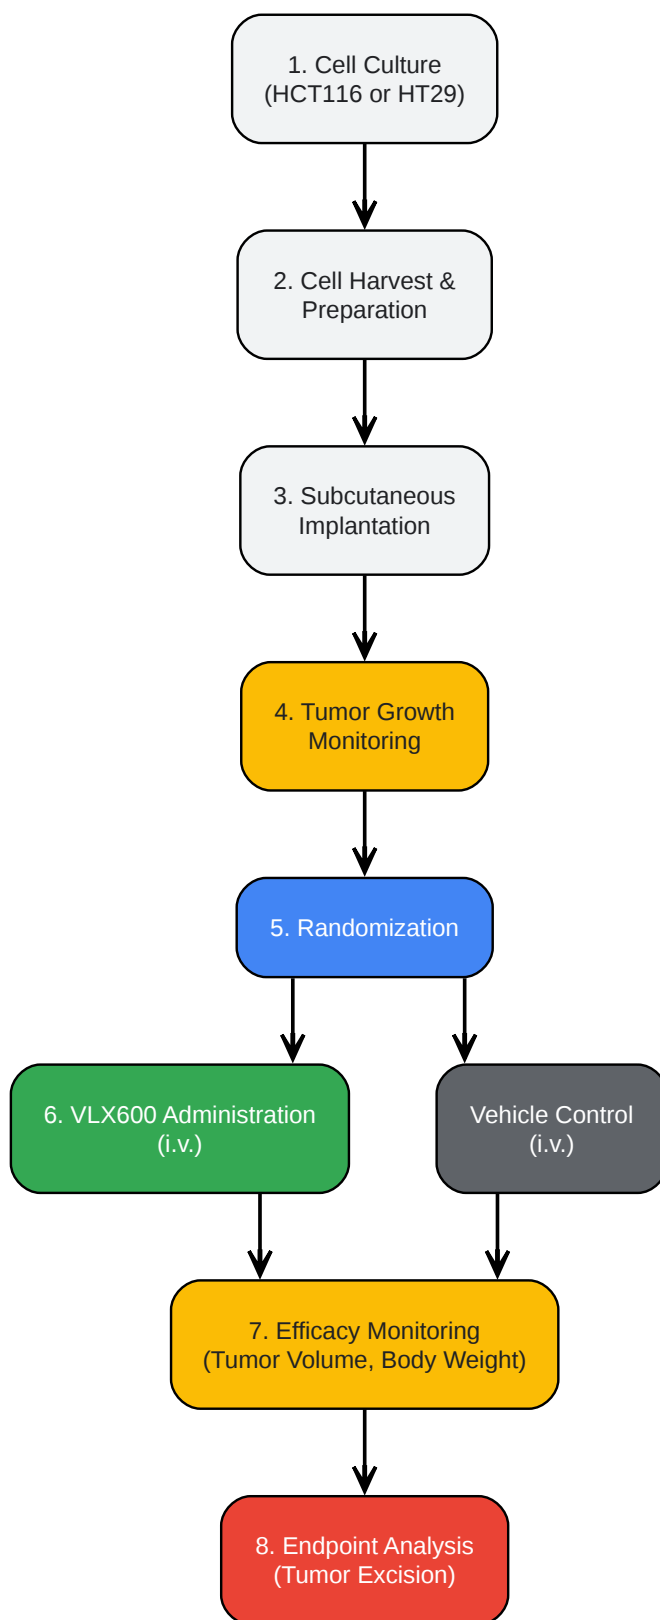 1. Cell Culture
(HCT116 or HT29)
2. Cell Harvest &
Preparation
3. Subcutaneous
Implantation
4. Tumor Growth
Monitoring
5. Randomization
6. VLX600 Administration
(i.v.)
Vehicle Control
(i.v.)
7. Efficacy Monitoring
(Tumor Volume, Body Weight)
8. Endpoint Analysis
(Tumor Excision)